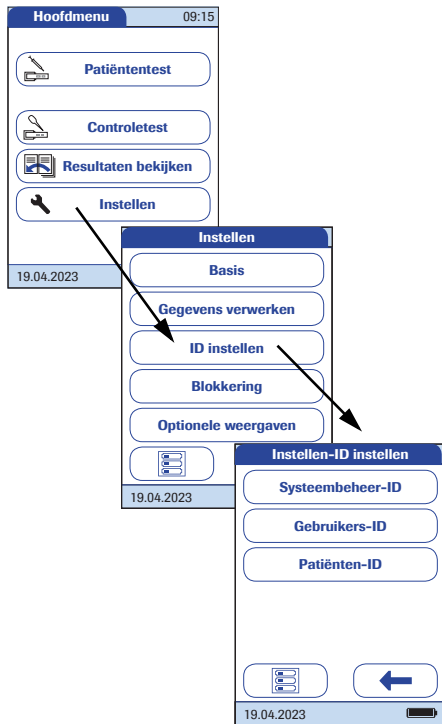 Hoofdmenu 09:15
Patiëntentest
Controletest
Resultaten bekijken
Instellen
19.04.2023
Instellen
Basis
Gegevens verwerken
ID instellen
Blokkering
Optionele weergaven
19.04.2023
Instellen-ID instellen
Systeembeheer-ID
Gebruikers-ID
Patiënten-ID
19.04.2023